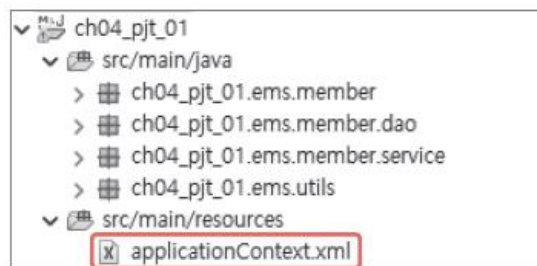 ch04_pjt_01
src/main/java
ch04_pjt_01.ems.member
ch04_pjt_01.ems.member.dao
ch04_pjt_01.ems.member.service
ch04_pjt_01.ems.utils
src/main/resources
applicationContext.xml